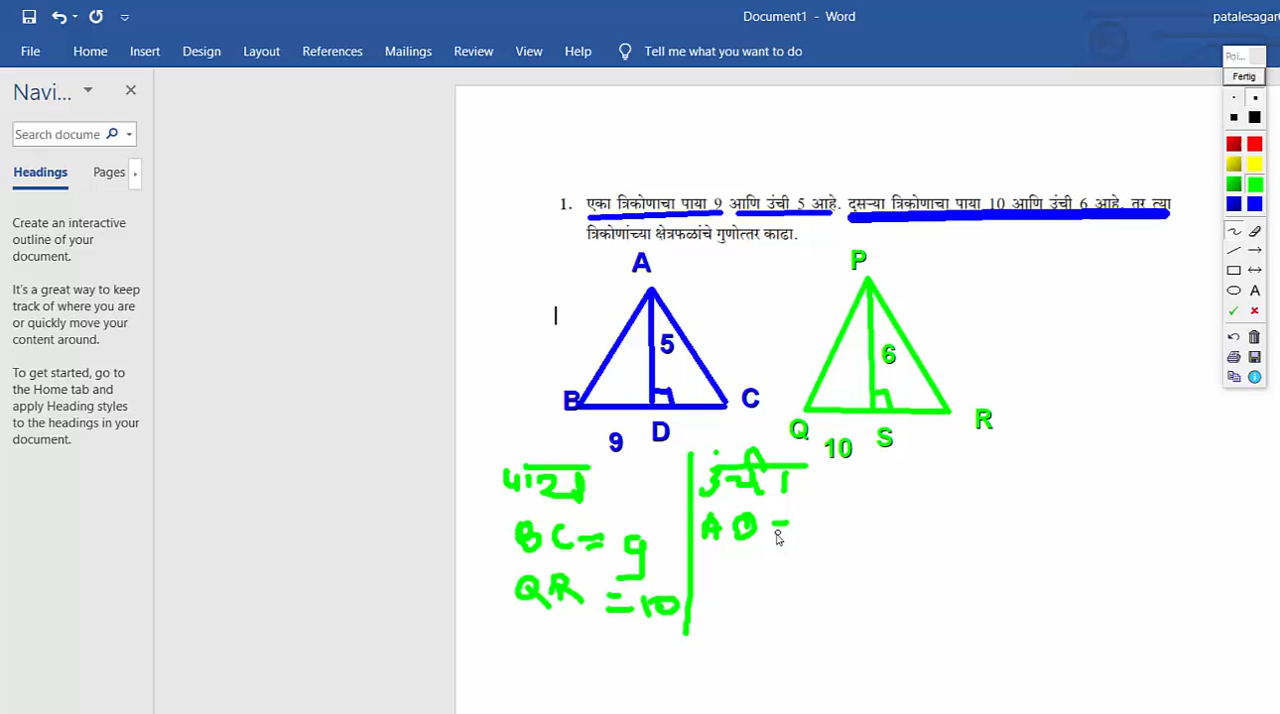 Document1 - Word
patalesagar
File Home Insert Design Layout References Mailings Review View Help Tell me what you want to do
Poi...
Fertig
Navi...
Search docume
Headings Pages
Create an interactive
outline of your
document.
It's a great way to keep
track of where you are
or quickly move your
content around.
To get started, go to
the Home tab and
apply Heading styles
to the headings in your
document.
1. एका त्रिकोणाचा पाया 9 आणि उंची 5 आहे. दुसऱ्या त्रिकोणाचा पाया 10 आणि उंची 6 आहे, तर त्या
त्रिकोणांच्या क्षेत्रफळांचे गुणोत्तर काढा.
A
5
B C
9 D
P
6
Q R
10 S
पाया
BC = 9
QR = 10
उंची
AD =